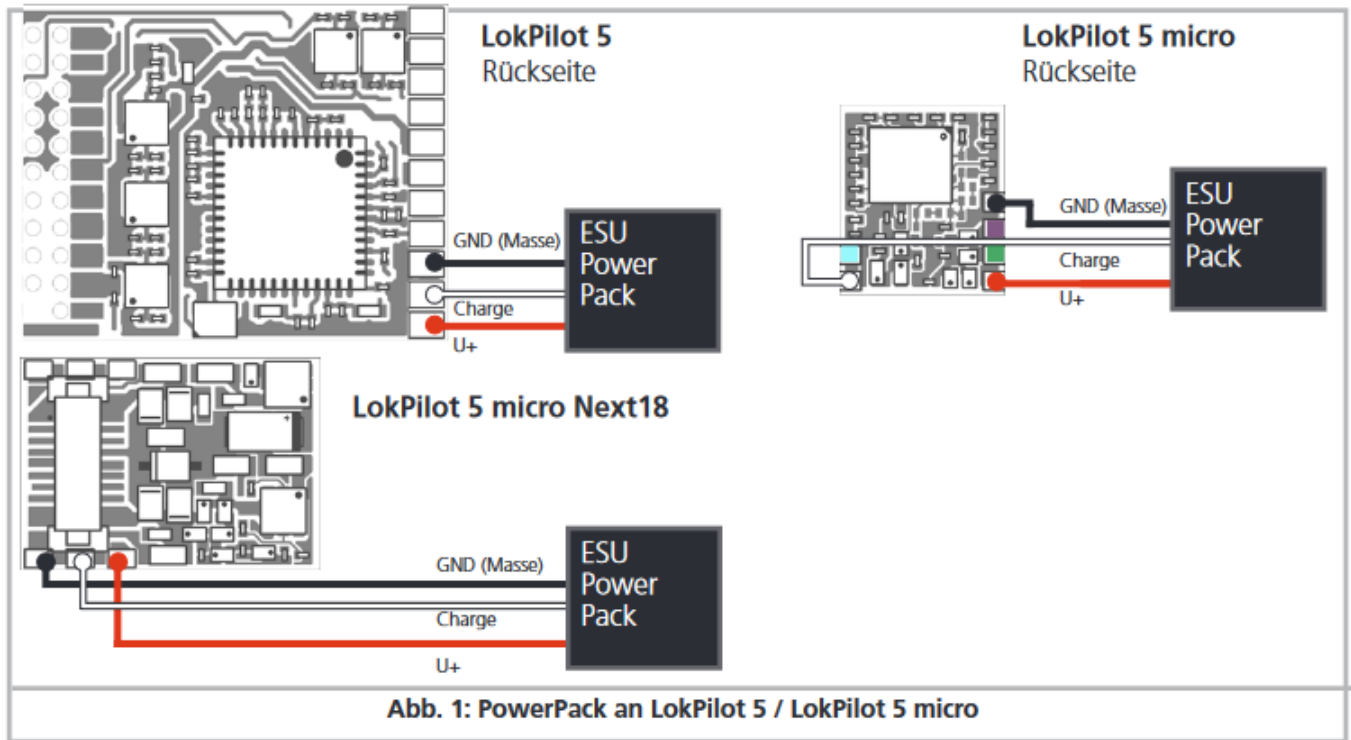 LokPilot 5
Rückseite
GND (Masse)
Charge
U+
ESU
Power
Pack
LokPilot 5 micro
Rückseite
GND (Masse)
Charge
U+
ESU
Power
Pack
LokPilot 5 micro Next18
GND (Masse)
Charge
U+
ESU
Power
Pack
Abb. 1: PowerPack an LokPilot 5 / LokPilot 5 micro